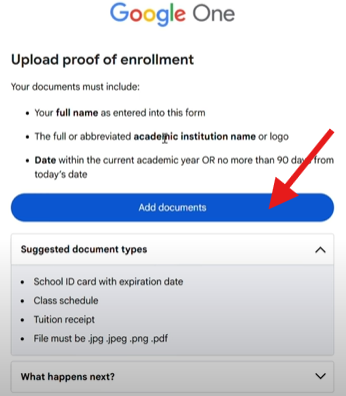 Google One
Upload proof of enrollment
Your documents must include:
• Your full name as entered into this form
• The full or abbreviated academic institution name or logo
• Date within the current academic year OR no more than 90 days from
today's date
Add documents
Suggested document types
• School ID card with expiration date
• Class schedule
• Tuition receipt
• File must be .jpg .jpeg .png .pdf
What happens next?